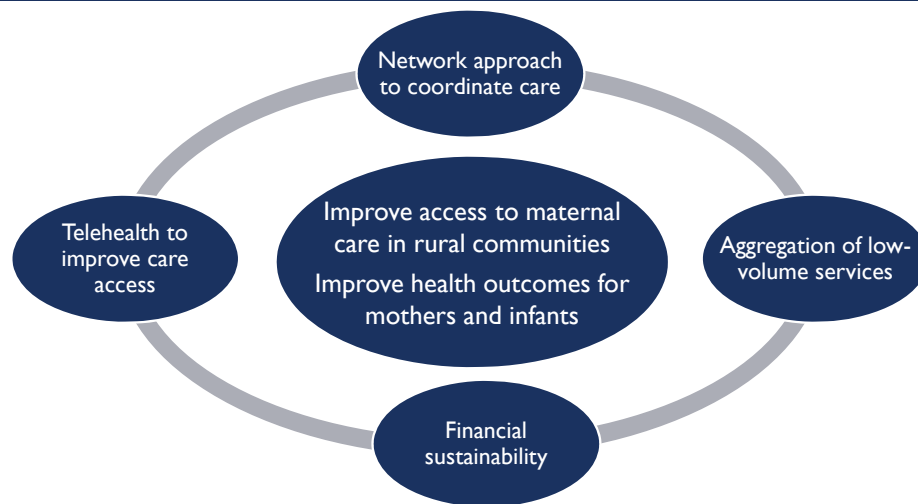 Network approach
to coordinate care
Telehealth to
improve care
access
Improve access to maternal
care in rural communities
Improve health outcomes for
mothers and infants
Aggregation of low-
volume services
Financial
sustainability